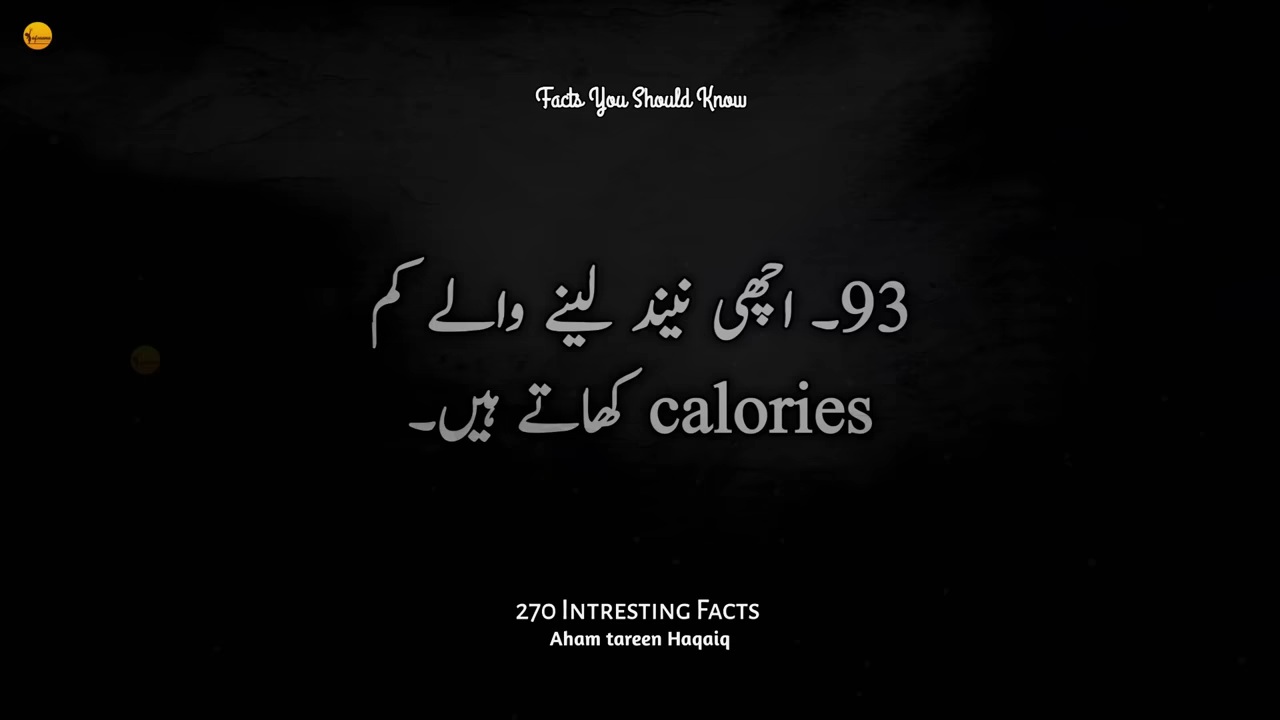 Facts You Should Know
93۔ اچھی نیند لینے والے کم
calories کھاتے ہیں۔
270 Intresting Facts
Aham tareen Haqaiq